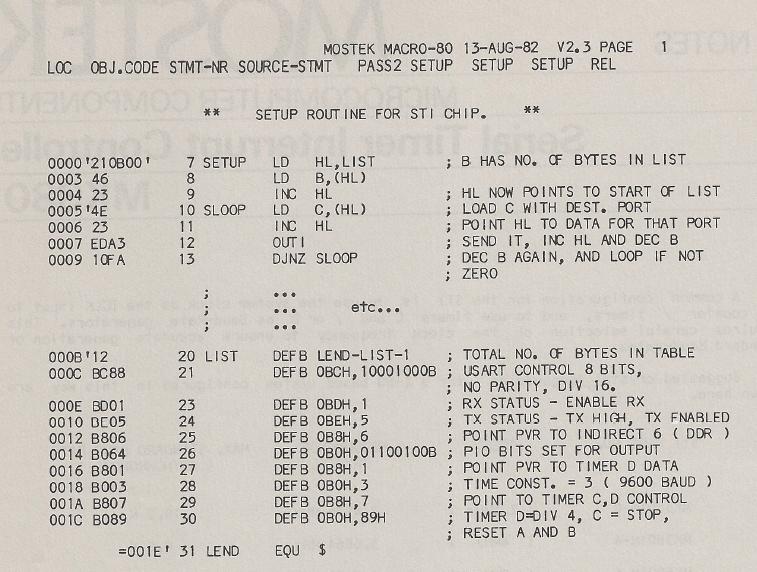 MOSTEK MACRO-80 13-AUG-82 V2.3 PAGE 1
LOC OBJ.CODE STMT-NR SOURCE-STMT PASS2 SETUP SETUP SETUP REL
** SETUP ROUTINE FOR STI CHIP. **
0000'210B00' 7 SETUP LD HL,LIST ; B HAS NO. OF BYTES IN LIST
0003 46 8 LD B,(HL)
0004 23 9 INC HL ; HL NOW POINTS TO START OF LIST
0005'4E 10 SLOOP LD C,(HL) ; LOAD C WITH DEST. PORT
0006 23 11 INC HL ; POINT HL TO DATA FOR THAT PORT
0007 EDA3 12 OUTI ; SEND IT, INC HL AND DEC B
0009 10FA 13 DJNZ SLOOP ; DEC B AGAIN, AND LOOP IF NOT
; ZERO
; ...
; ... etc...
; ...
000B'12 20 LIST DEFB LEND-LIST-1 ; TOTAL NO. OF BYTES IN TABLE
000C BC88 21 DEFB 0BCH,10001000B ; USART CONTROL 8 BITS,
; NO PARITY, DIV 16.
000E BD01 23 DEFB 0BDH,1 ; RX STATUS - ENABLE RX
0010 BE05 24 DEFB 0BEH,5 ; TX STATUS - TX HIGH, TX FNABLED
0012 B806 25 DEFB 0B8H,6 ; POINT PVR TO INDIRECT 6 ( DDR )
0014 B064 26 DEFB 0B0H,01100100B ; PIO BITS SET FOR OUTPUT
0016 B801 27 DEFB 0B8H,1 ; POINT PVR TO TIMER D DATA
0018 B003 28 DEFB 0B0H,3 ; TIME CONST. = 3 ( 9600 BAUD )
001A B807 29 DEFB 0B8H,7 ; POINT TO TIMER C,D CONTROL
001C B089 30 DEFB 0B0H,89H ; TIMER D=DIV 4, C = STOP,
; RESET A AND B
=001E' 31 LEND EQU $